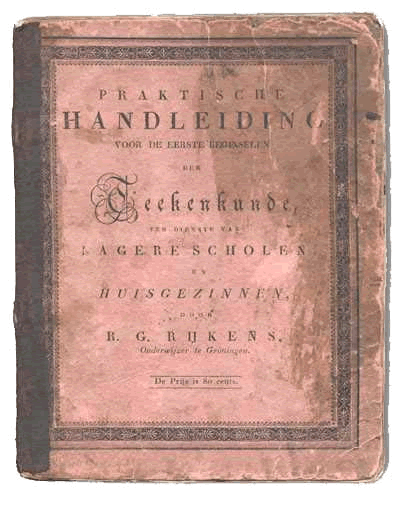 PRAKTISCHE
HANDLEIDING
VOOR DE EERSTE BEGINSELEN
DER
Teekenkunde,
TEN DIENSTE VAN
LAGERE SCHOLEN
EN
HUISGEZINNEN,
DOOR
R. G. RIJKENS,
Onderwijzer te Groningen.
De Prijs is 80 cents.